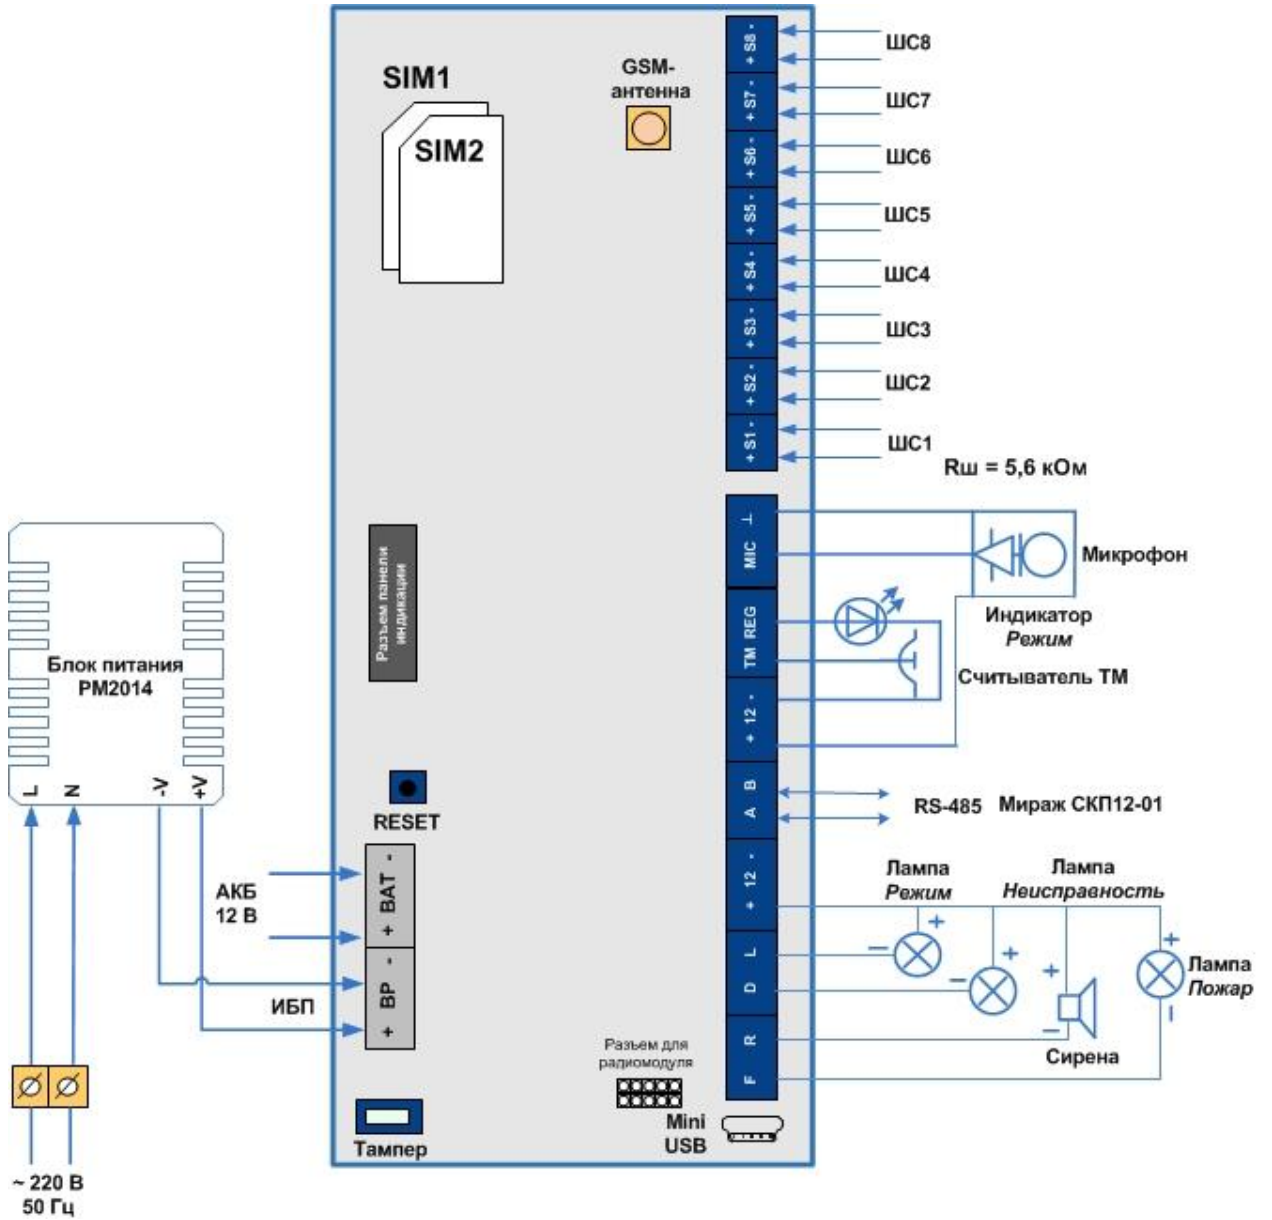 SIM1
SIM2
GSM-
антенна
+ S8 -
ШС8
+ S7 -
ШС7
+ S6 -
ШС6
+ S5 -
ШС5
+ S4 -
ШС4
+ S3 -
ШС3
+ S2 -
ШС2
+ S1 -
ШС1
Rш = 5,6 кОм
MIC ⊥
Микрофон
TM REG
Индикатор
Режим
Считыватель ТМ
+ 12 -
A B
RS-485 Мираж СКП12-01
+ 12 -
Лампа
Режим
Лампа
Неисправность
D L
R
F
+
−
+
−
+
−
+
−
Сирена
Лампа
Пожар
Разъем панели
индикации
RESET
+ BAT -
+ BP -
АКБ
12 В
ИБП
Блок питания
PM2014
L
N
-V
+V
Тампер
Разъем для
радиомодуля
Mini
USB
~ 220 В
50 Гц